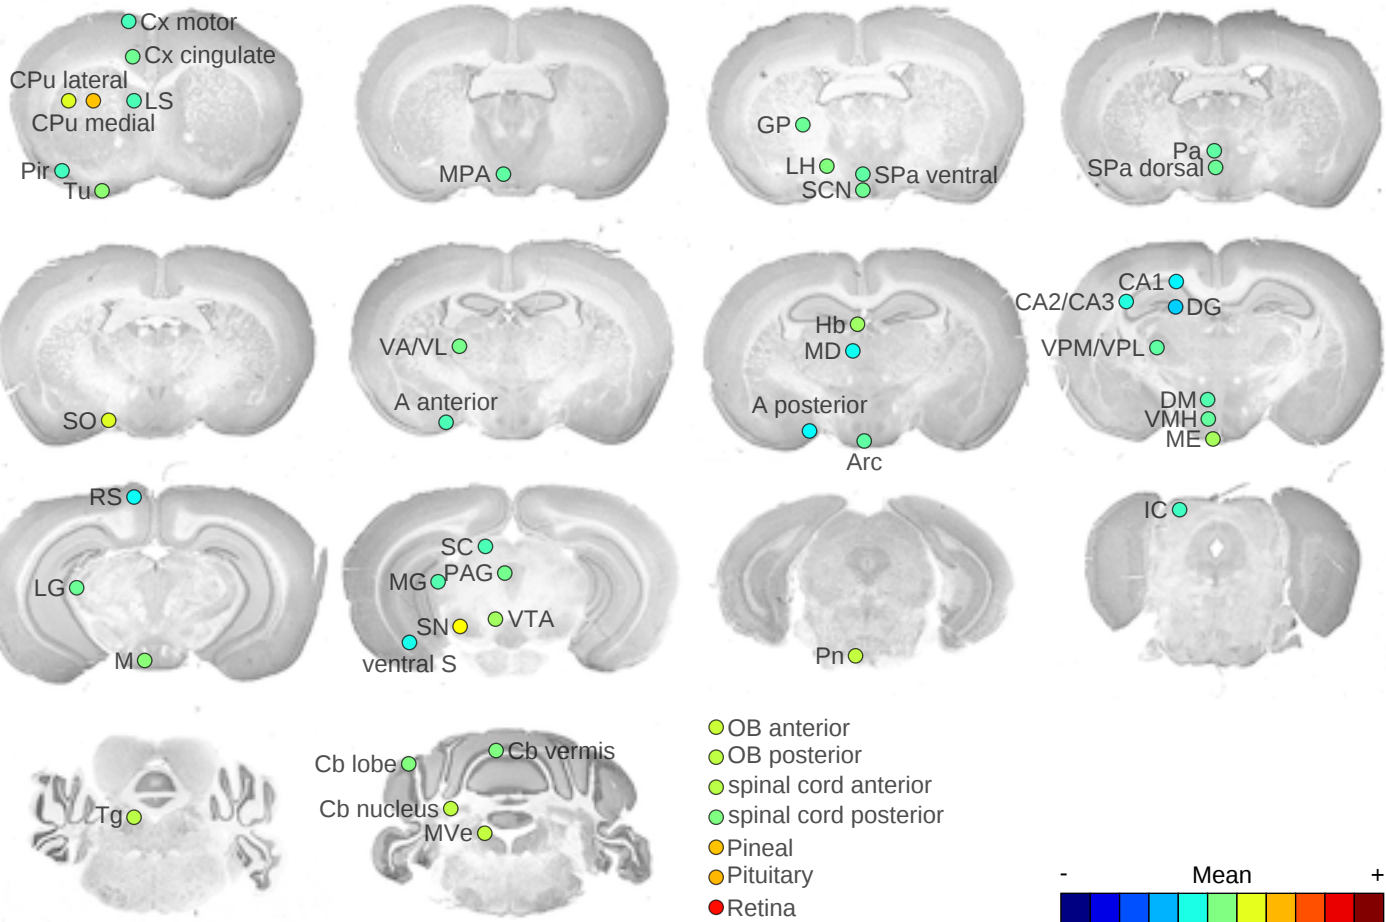 Cx motor
Cx cingulate
CPu lateral
LS
CPu medial
Pir
Tu
MPA
GP
LH
SPa ventral
SCN
Pa
SPa dorsal
SO
VA/VL
A anterior
Hb
MD
A posterior
Arc
CA1
CA2/CA3
DG
VPM/VPL
DM
VMH
ME
RS
LG
M
SC
MG
PAG
SN
VTA
ventral S
Pn
IC
Tg
Cb lobe
Cb vermis
Cb nucleus
MVe
OB anterior
OB posterior
spinal cord anterior
spinal cord posterior
Pineal
Pituitary
Retina
- Mean +